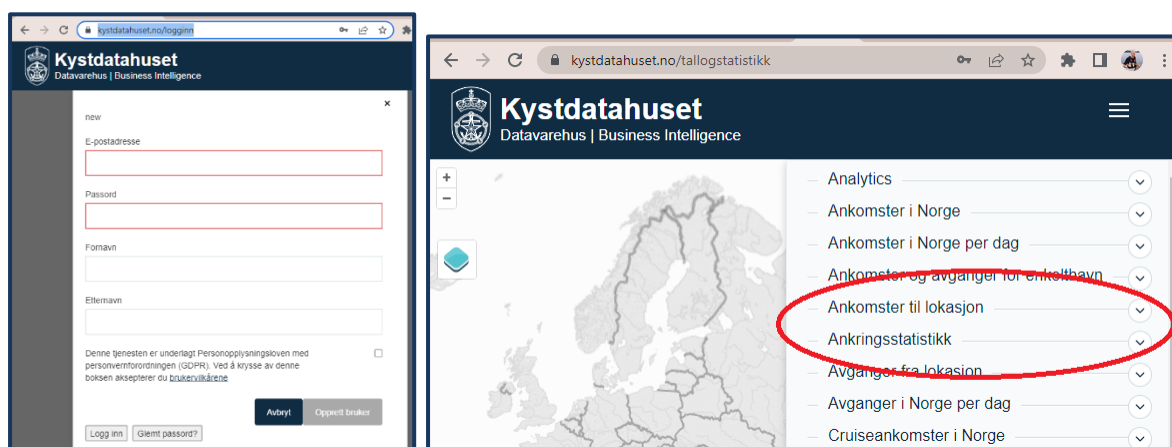 kystdatahuset.no/logginn
Kystdatahuset
Datavarehus | Business Intelligence
×
new
E-postadresse
Passord
Fornavn
Etternavn
Denne tjenesten er underlagt Personopplysningsloven med
personvernforordningen (GDPR). Ved å krysse av denne
boksen aksepterer du brukervilkårene
Avbryt Opprett bruker
Logg inn Glemt passord?
kystdatahuset.no/tallogstatistikk
Kystdatahuset
Datavarehus | Business Intelligence
+
−
Analytics
Ankomster i Norge
Ankomster i Norge per dag
Ankomster og avganger for enkelthavn
Ankomster til lokasjon
Ankringsstatistikk
Avganger fra lokasjon
Avganger i Norge per dag
Cruiseankomster i Norge